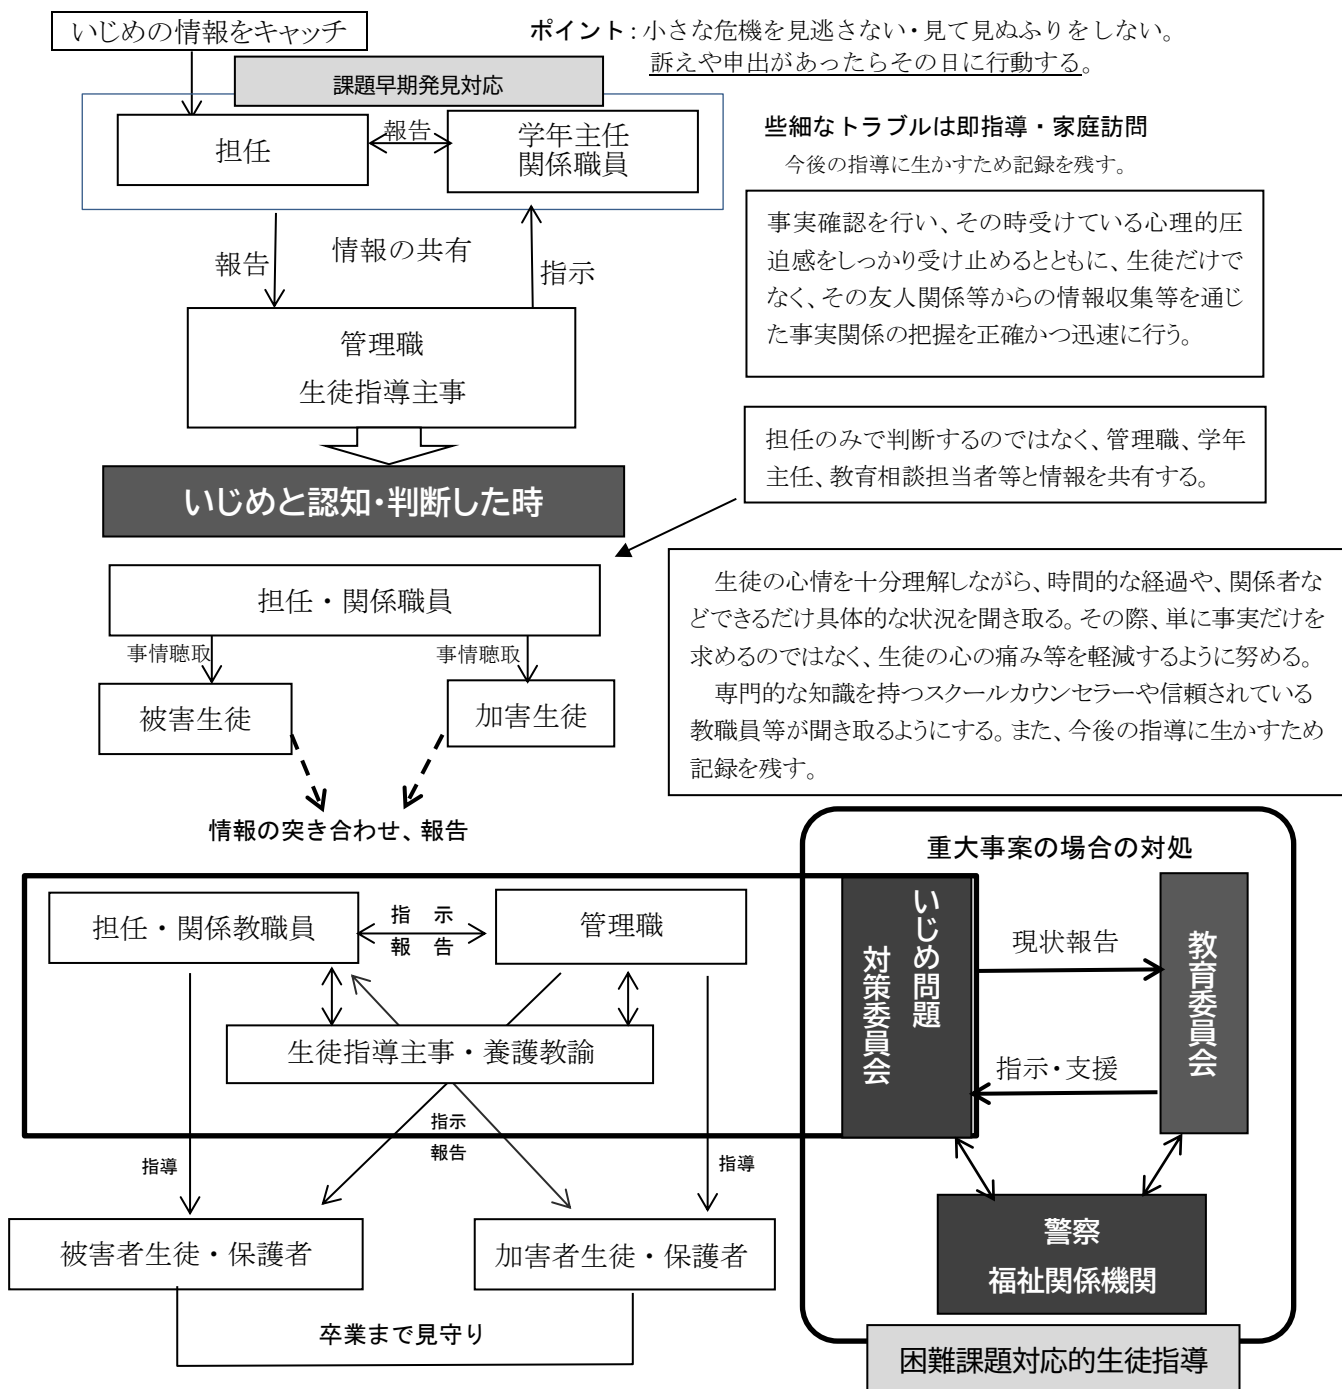 いじめの情報をキャッチ
ポイント：小さな危機を見逃さない・見て見ぬふりをしない。
訴えや申出があったらその日に行動する。
課題早期発見対応
担任
報告
学年主任
関係職員
些細なトラブルは即指導・家庭訪問
今後の指導に生かすため記録を残す。
報告
情報の共有
指示
事実確認を行い、その時受けている心理的圧
迫感をしっかり受け止めるとともに、生徒だけで
なく、その友人関係等からの情報収集等を通じ
た事実関係の把握を正確かつ迅速に行う。
管理職
生徒指導主事
担任のみで判断するのではなく、管理職、学年
主任、教育相談担当者等と情報を共有する。
いじめと認知・判断した時
担任・関係職員
事情聴取
事情聴取
被害生徒
加害生徒
生徒の心情を十分理解しながら、時間的な経過や、関係者な
どできるだけ具体的な状況を聞き取る。その際、単に事実だけを
求めるのではなく、生徒の心の痛み等を軽減するように努める。
専門的な知識を持つスクールカウンセラーや信頼されている
教職員等が聞き取るようにする。また、今後の指導に生かすため
記録を残す。
情報の突き合わせ、報告
重大事案の場合の対処
担任・関係教職員
指　示
報　告
管理職
生徒指導主事・養護教諭
いじめ問題
対策委員会
現状報告
指示・支援
教育委員会
指示
報告
指導
指導
被害者生徒・保護者
加害者生徒・保護者
警察
福祉関係機関
卒業まで見守り
困難課題対応的生徒指導